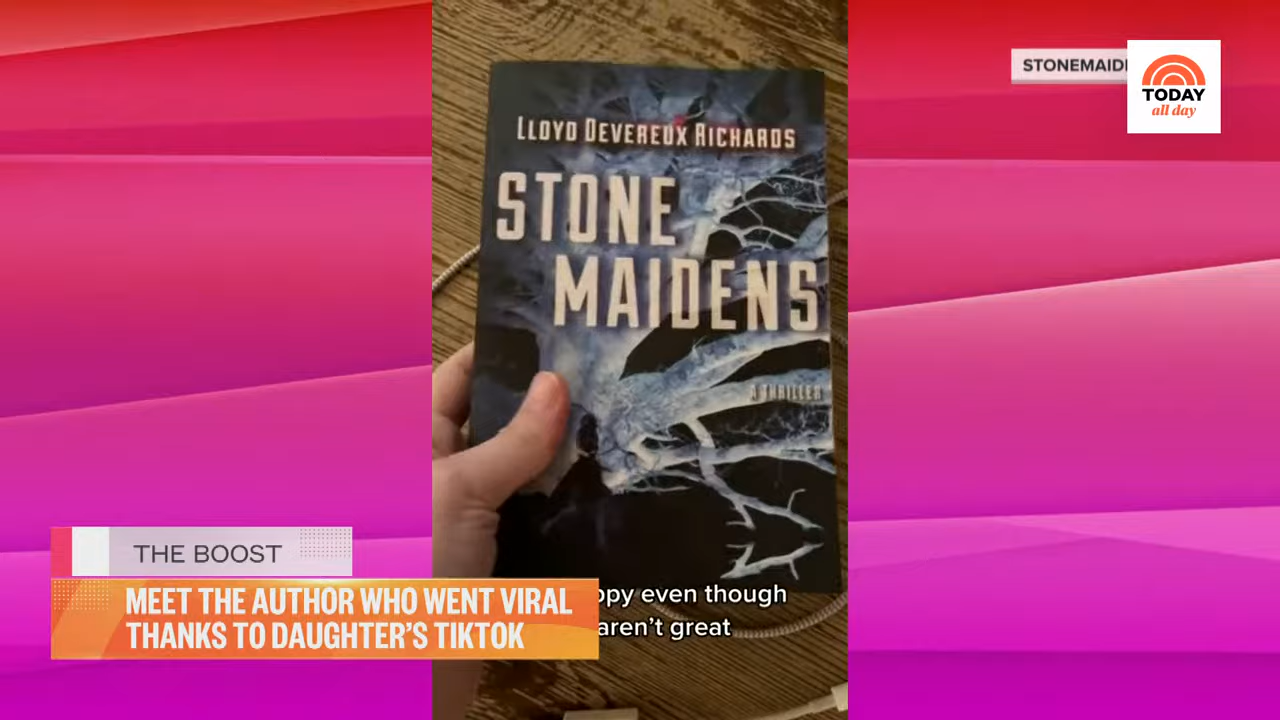 STONEMAID
TODAY
all day
LLOYD DEVEREUX RICHARDS
STONE
MAIDENS
A THRILLER
THE BOOST
MEET THE AUTHOR WHO WENT VIRAL
THANKS TO DAUGHTER'S TIKTOK
ppy even though
aren't great